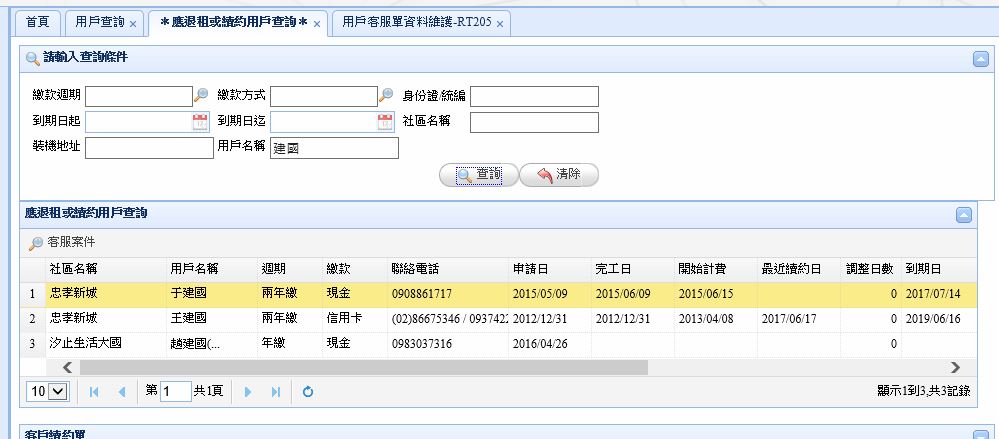 首頁 用戶查詢 × ＊應退租或續約用戶查詢＊ × 用戶客服單資料維護-RT205 ×
請輸入查詢條件
繳款週期 繳款方式 身份證/統編
到期日起 到期日迄 社區名稱
裝機地址 用戶名稱 建國
查詢 清除
應退租或續約用戶查詢
客服案件
社區名稱 用戶名稱 週期 繳款 聯絡電話 申請日 完工日 開始計費 最近續約日 調整日數 到期日
1 忠孝新城 于建國 兩年繳 現金 0908861717 2015/05/09 2015/06/09 2015/06/15 0 2017/07/14
2 忠孝新城 王建國 兩年繳 信用卡 (02)86675346 / 0937422 2012/12/31 2012/12/31 2013/04/08 2017/06/17 0 2019/06/16
3 汐止生活大國 趙建國(... 年繳 現金 0983037316 2016/04/26 0
10 第 1 共1頁 顯示1到3,共3記錄
客戶續約單